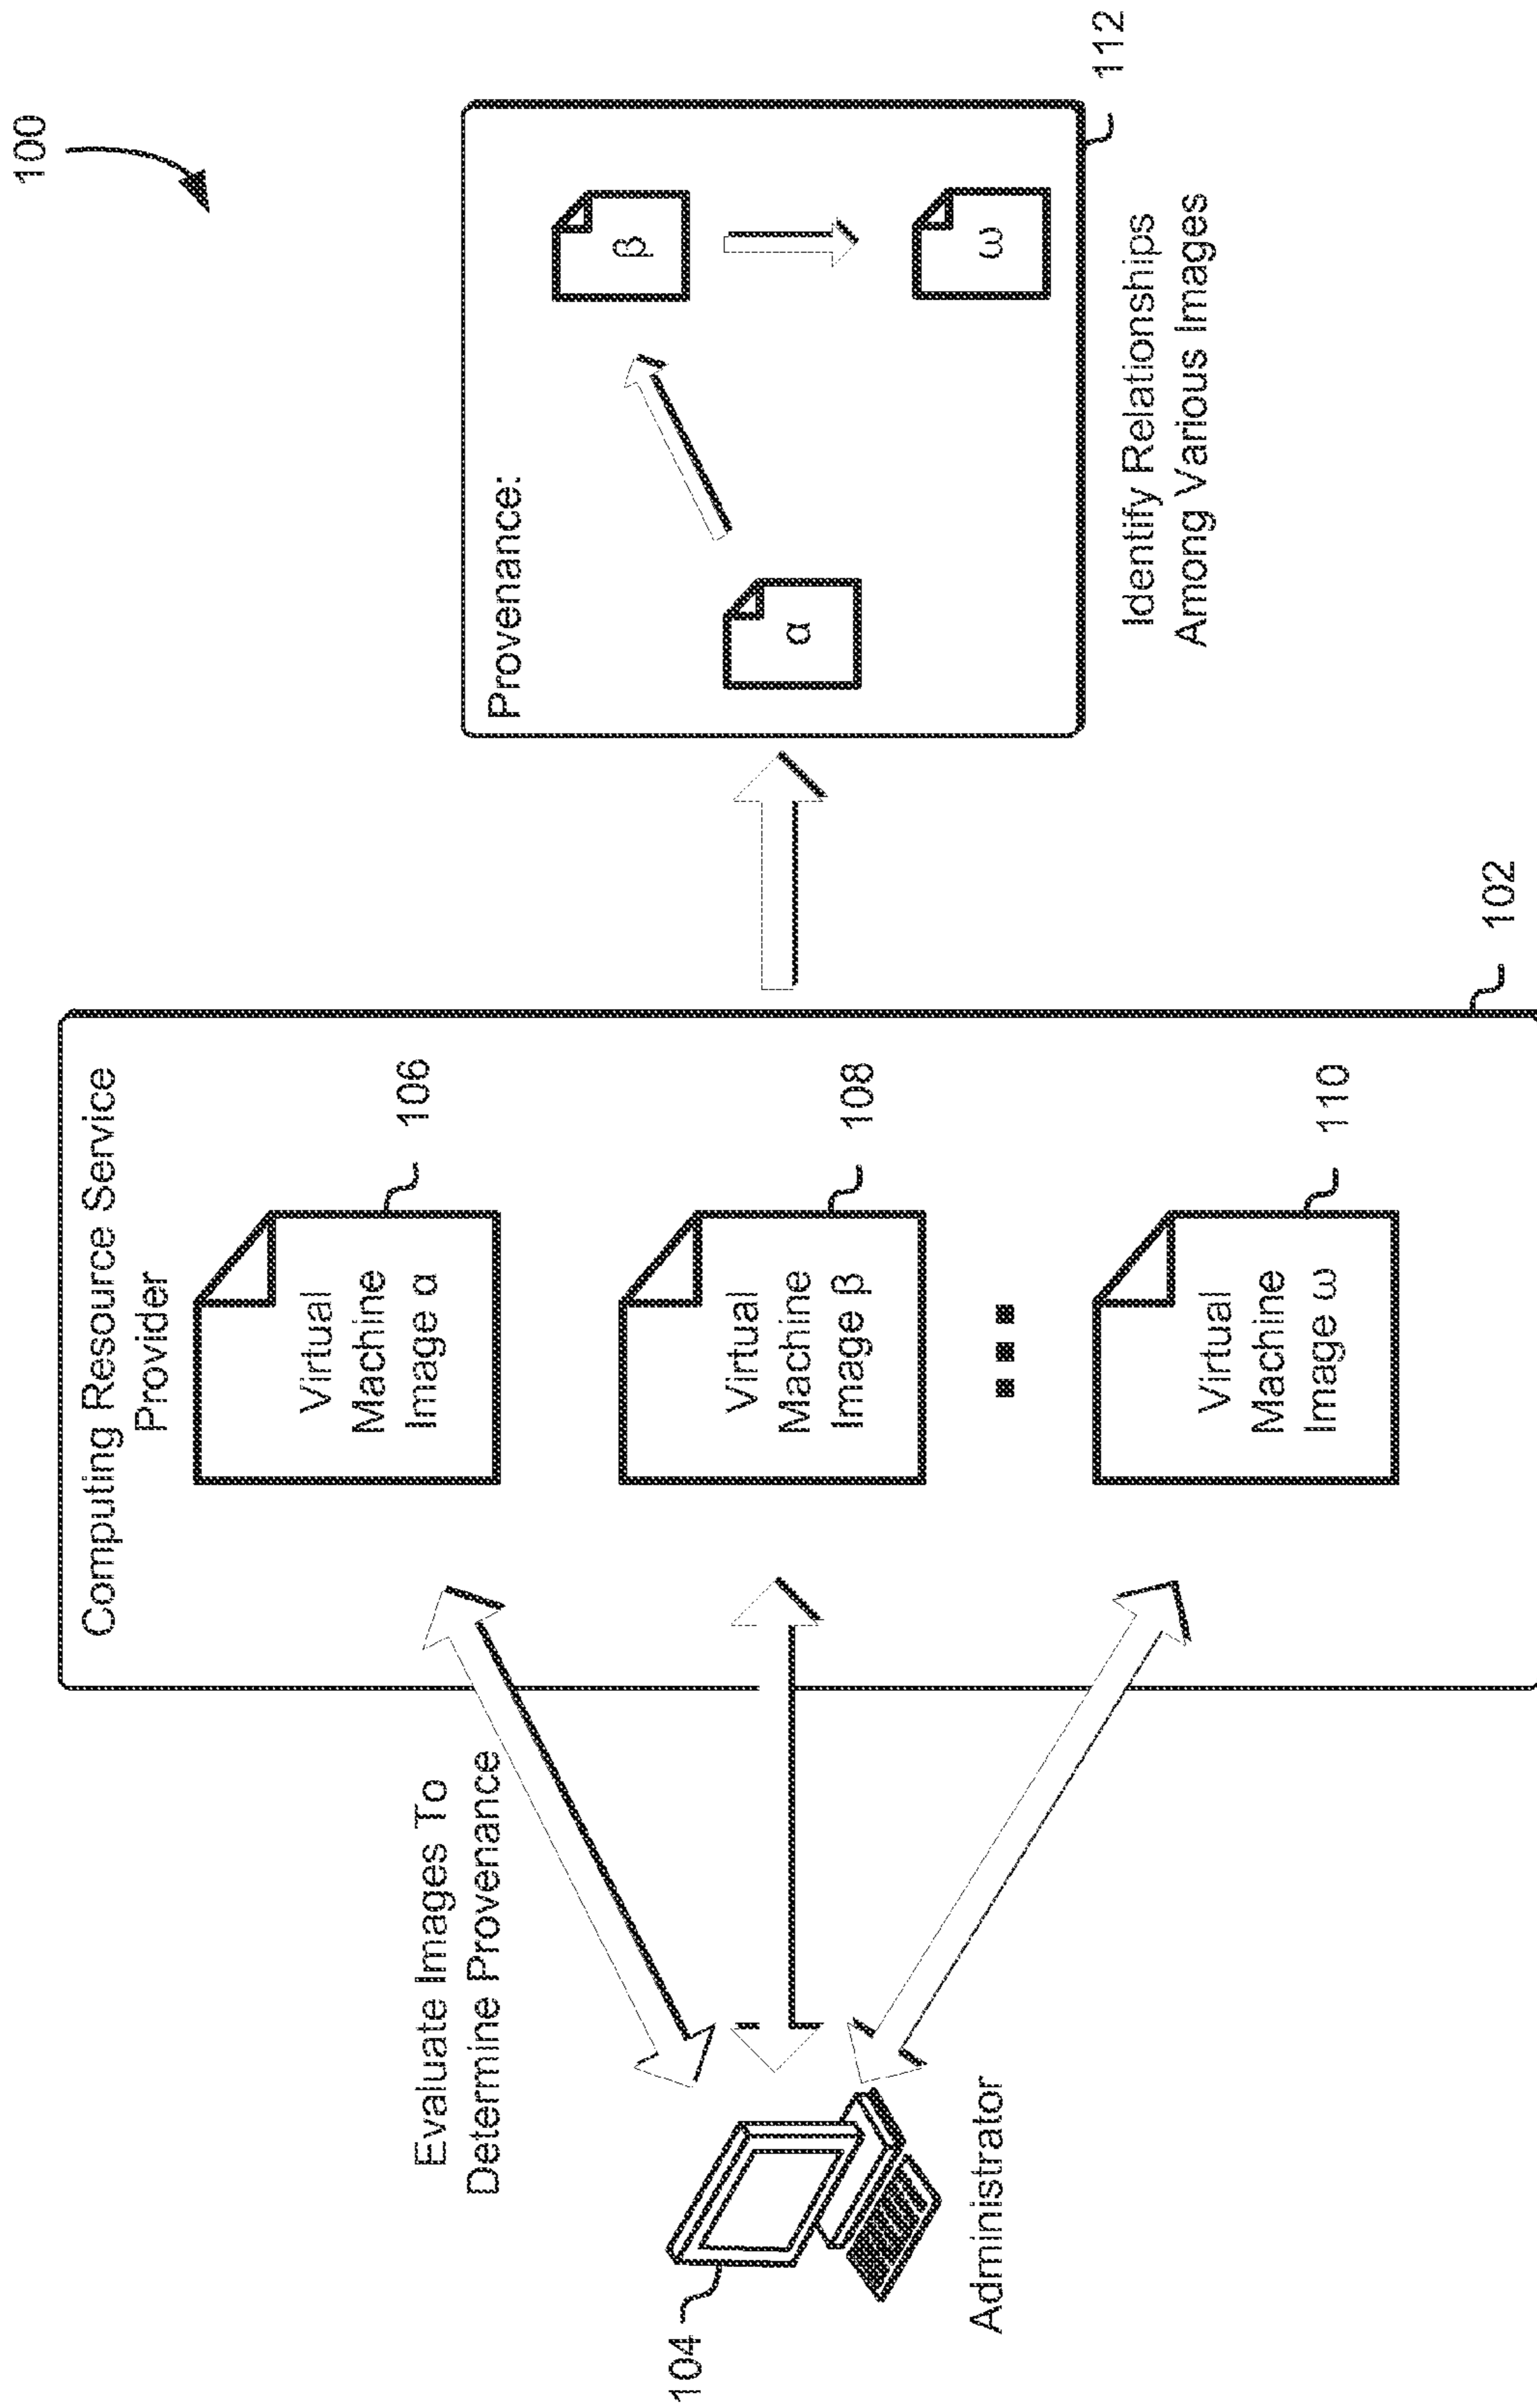 100
Computing Resource Service
Provider
Virtual
Machine
Image α
106
Virtual
Machine
Image β
108
Virtual
Machine
Image ω
110
102
Evaluate Images To
Determine Provenance
104
Administrator
Provenance:
α
β
ω
112
Identify Relationships
Among Various Images